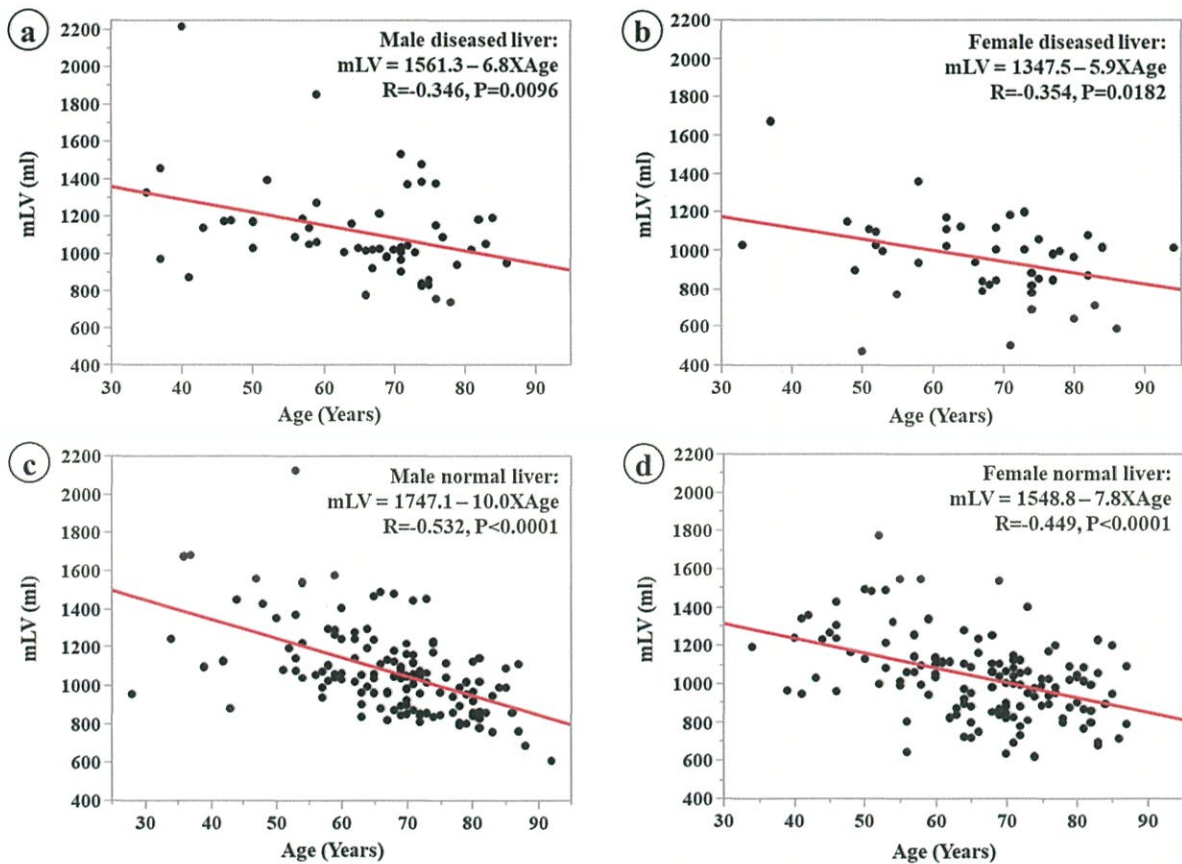 a
Male diseased liver:
mLV = 1561.3 – 6.8XAge
R=-0.346, P=0.0096
2200
2000
1800
1600
1400
1200
1000
800
600
400
mLV (ml)
30 40 50 60 70 80 90
Age (Years)
b
Female diseased liver:
mLV = 1347.5 – 5.9XAge
R=-0.354, P=0.0182
2200
2000
1800
1600
1400
1200
1000
800
600
400
mLV (ml)
30 40 50 60 70 80 90
Age (Years)
c
Male normal liver:
mLV = 1747.1 – 10.0XAge
R=-0.532, P<0.0001
2200
2000
1800
1600
1400
1200
1000
800
600
400
mLV (ml)
30 40 50 60 70 80 90
Age (Years)
d
Female normal liver:
mLV = 1548.8 – 7.8XAge
R=-0.449, P<0.0001
2200
2000
1800
1600
1400
1200
1000
800
600
400
mLV (ml)
30 40 50 60 70 80 90
Age (Years)